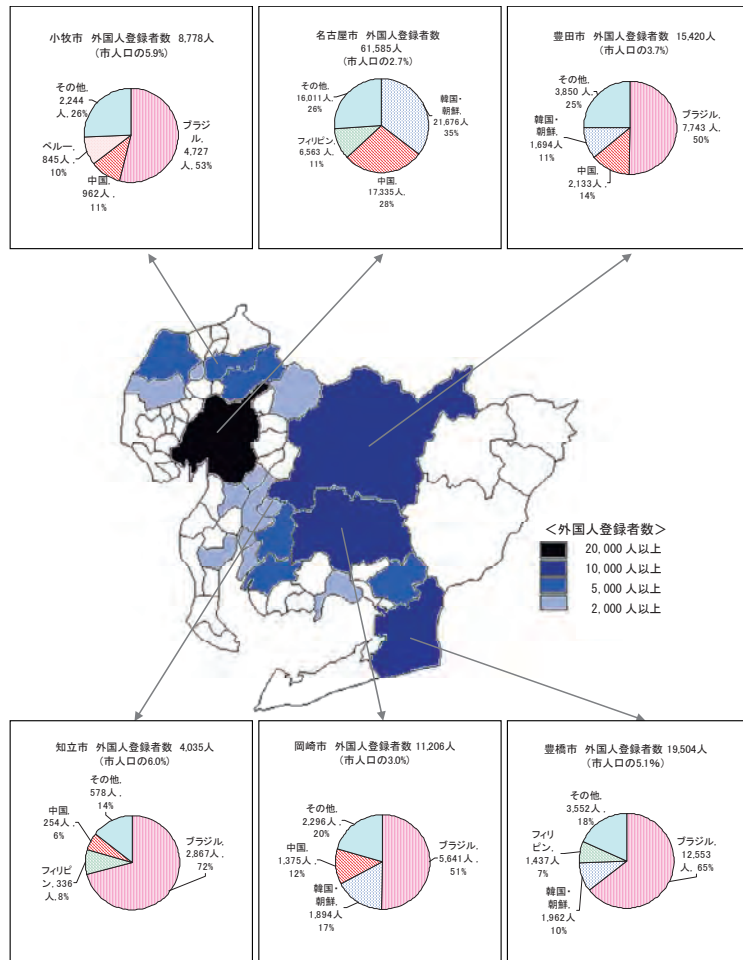 小牧市 外国人登録者数 8,778人
(市人口の5.9%)
その他,
2,244
人, 26%
ペルー,
845人,
10%
中国,
962人,
11%
ブラジ
ル,
4,727
人, 53%
名古屋市 外国人登録者数
61,585人
(市人口の2.7%)
その他,
16,011人,
26%
フィリピン,
6,563人,
11%
中国,
17,335人,
28%
韓国・
朝鮮,
21,676人
35%
豊田市 外国人登録者数 15,420人
(市人口の3.7%)
その他,
3,850人,
25%
韓国・
朝鮮,
1,694人
11%
中国,
2,133人,
14%
ブラジル,
7,743人,
50%
<外国人登録者数>
20,000 人以上
10,000 人以上
5,000 人以上
2,000 人以上
知立市 外国人登録者数 4,035人
(市人口の6.0%)
その他,
578人,
14%
中国,
254人,
6%
フィリピ
ン, 336
人, 8%
ブラジル,
2,867人,
72%
岡崎市 外国人登録者数 11,206人
(市人口の3.0%)
その他,
2,296人,
20%
中国,
1,375人,
12%
韓国・
朝鮮,
1,894人
17%
ブラジル,
5,641人,
51%
豊橋市 外国人登録者数 19,504人
(市人口の5.1%)
その他,
3,552人,
18%
フィリ
ピン,
1,437人
7%
韓国・
朝鮮,
1,962人
10%
ブラジル,
12,553
人, 65%